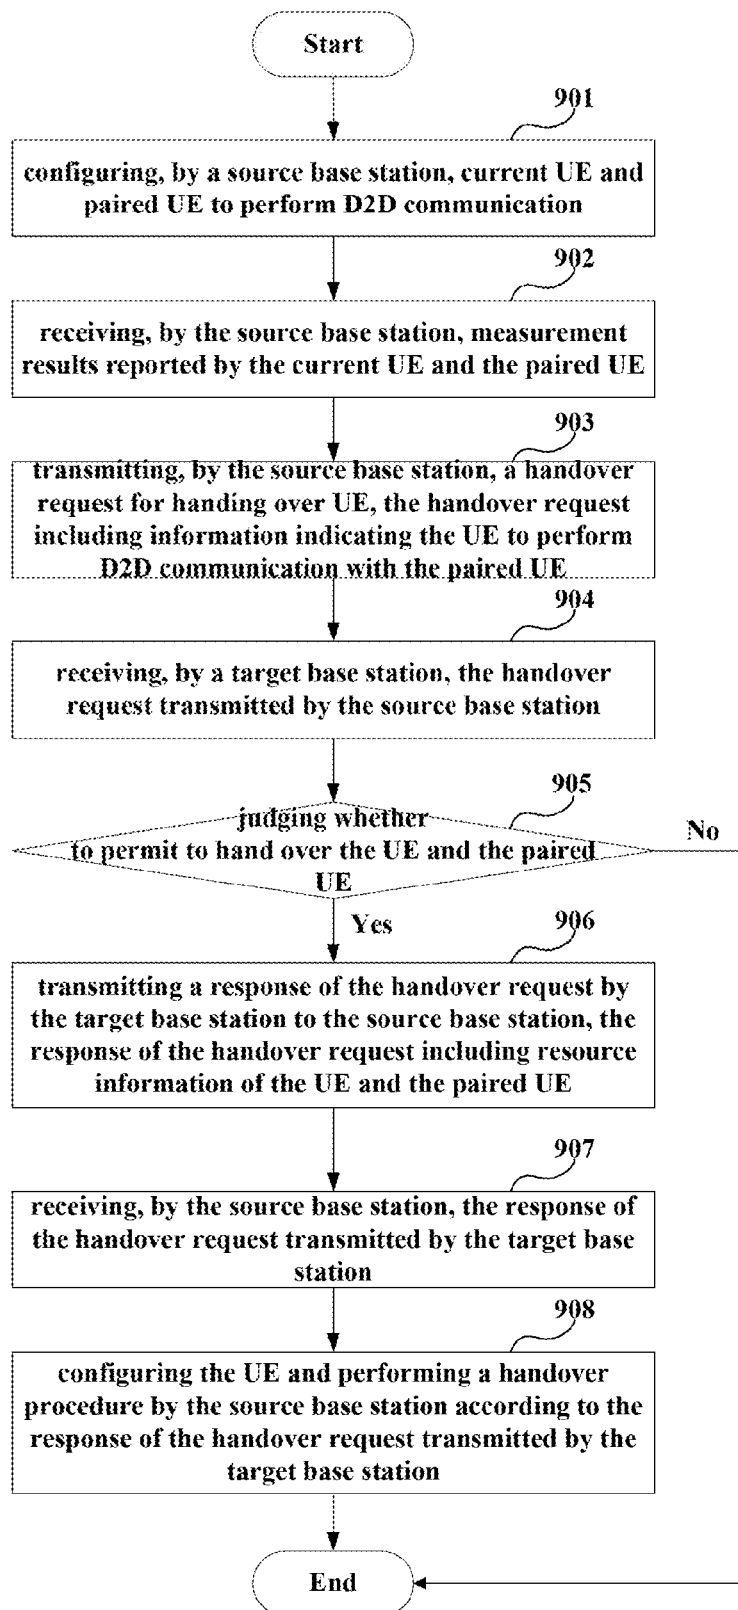 Start
901
configuring, by a source base station, current UE and
paired UE to perform D2D communication
902
receiving, by the source base station, measurement
results reported by the current UE and the paired UE
903
transmitting, by the source base station, a handover
request for handing over UE, the handover request
including information indicating the UE to perform
D2D communication with the paired UE
904
receiving, by a target base station, the handover
request transmitted by the source base station
905
judging whether
to permit to hand over the UE and the paired
UE
No
Yes
906
transmitting a response of the handover request by
the target base station to the source base station, the
response of the handover request including resource
information of the UE and the paired UE
907
receiving, by the source base station, the response of
the handover request transmitted by the target base
station
908
configuring the UE and performing a handover
procedure by the source base station according to the
response of the handover request transmitted by the
target base station
End